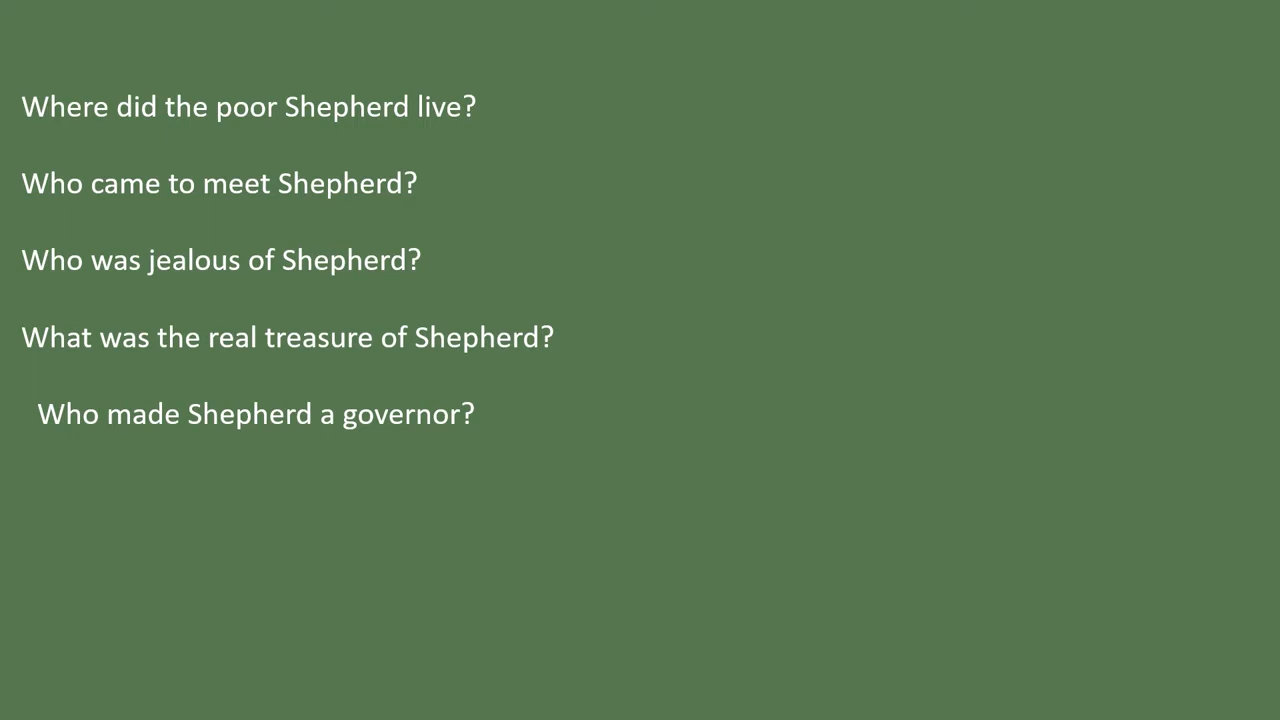 Where did the poor Shepherd live?
Who came to meet Shepherd?
Who was jealous of Shepherd?
What was the real treasure of Shepherd?
Who made Shepherd a governor?